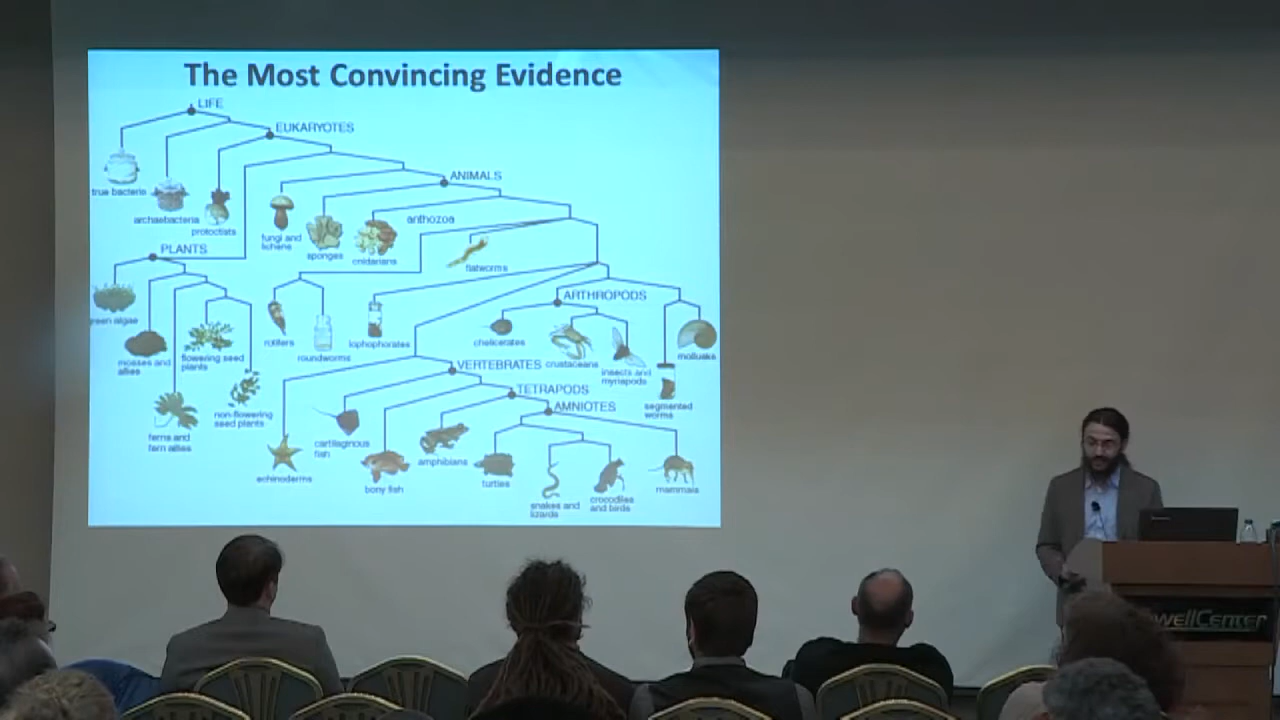 The Most Convincing Evidence
LIFE
EUKARYOTES
ANIMALS
true bacteria
archaebacteria
protoctists
fungi and
lichens
sponges
cnidarians
anthozoa
flatworms
PLANTS
green algae
mosses and
allies
flowering seed
plants
non-flowering
seed plants
ferns and
fern allies
rotifers
roundworms
lophophorates
ARTHROPODS
chelicerates
crustaceans
insects and
myriapods
mollusks
segmented
worms
VERTEBRATES
TETRAPODS
AMNIOTES
echinoderms
cartilaginous
fish
bony fish
amphibians
turtles
snakes and
lizards
crocodiles
and birds
mammals
wellCenter